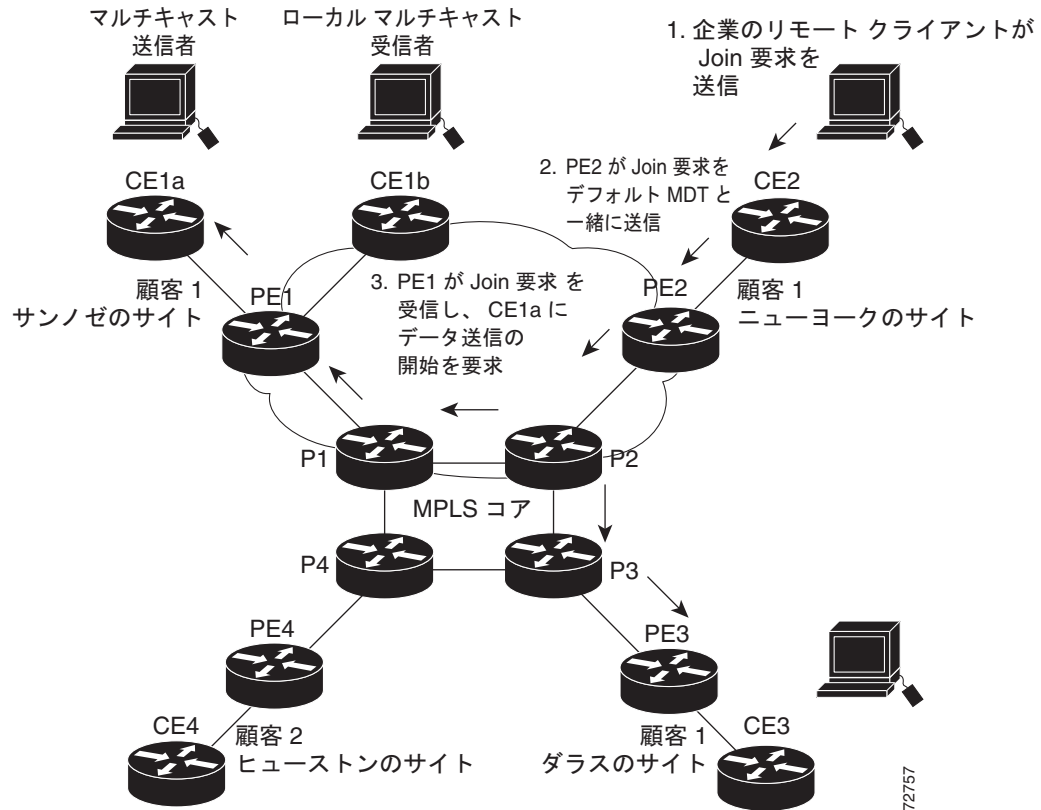 マルチキャスト
送信者
ローカル マルチキャスト
受信者
1. 企業のリモート クライアントが
Join 要求を
送信
CE1a
CE1b
2. PE2 が Join 要求を
デフォルト MDT と
一緒に送信
CE2
顧客 1
サンノゼのサイト
PE1
3. PE1 が Join 要求 を
受信し、 CE1a に
データ送信の
開始を要求
PE2
顧客 1
ニューヨークのサイト
P1
P2
MPLS コア
P4
P3
PE4
PE3
CE4
顧客 2
ヒューストンのサイト
顧客 1
ダラスのサイト
CE3
72757